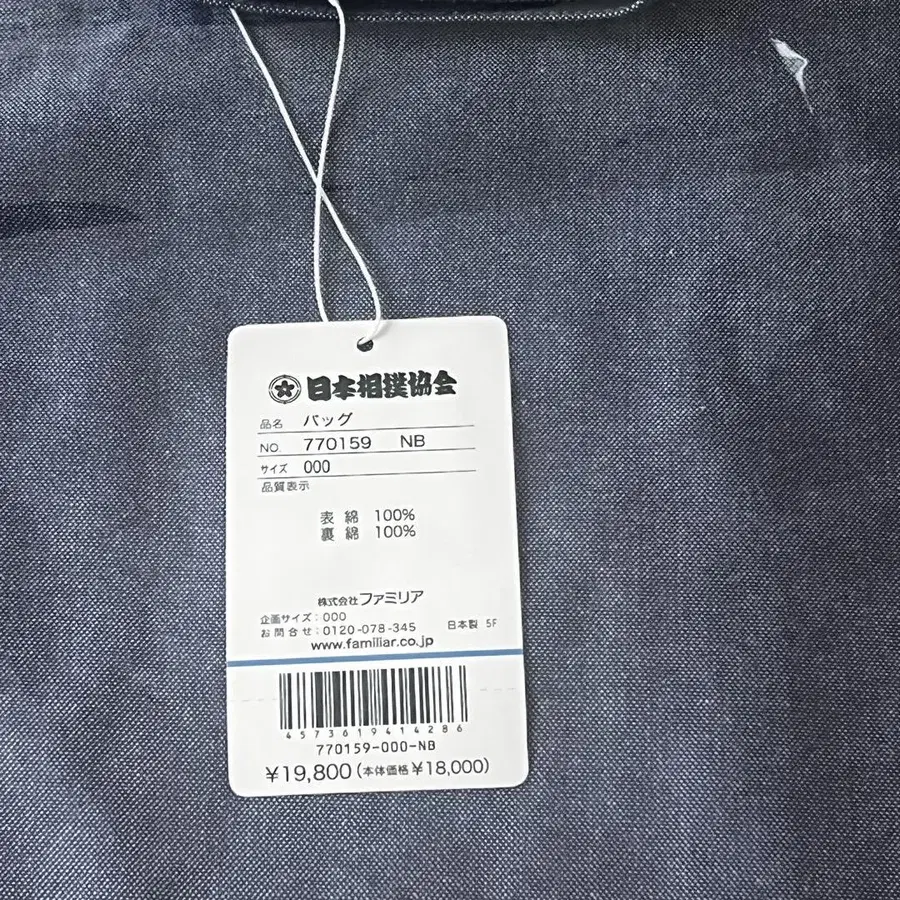 日本相撲協会
品名 バッグ
NO. 770159 NB
サイズ 000
品質表示
表 綿 100%
裏 綿 100%
株式会社ファミリア
企画サイズ：000
お問合せ：0120-078-345 日本製 5F
www.familiar.co.jp
4573619414286
770159-000-NB
¥19,800(本体価格¥18,000)